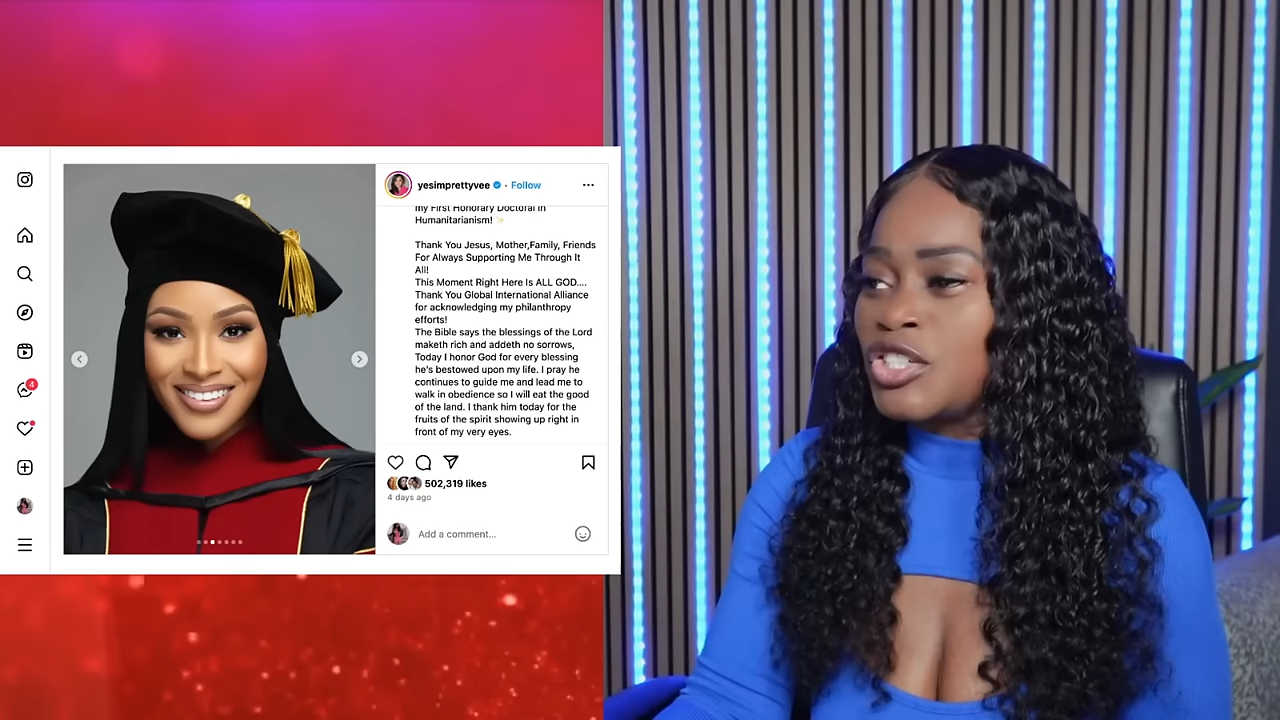 yesimprettyvee · Follow
my First Honorary Doctoral in
Humanitarianism! ✨
Thank You Jesus, Mother,Family, Friends
For Always Supporting Me Through It
All!
This Moment Right Here Is ALL GOD....
Thank You Global International Alliance
for acknowledging my philanthropy
efforts!
The Bible says the blessings of the Lord
maketh rich and addeth no sorrows,
Today I honor God for every blessing
he's bestowed upon my life. I pray he
continues to guide me and lead me to
walk in obedience so I will eat the good
of the land. I thank him today for the
fruits of the spirit showing up right in
front of my very eyes.
4
502,319 likes
4 days ago
Add a comment...